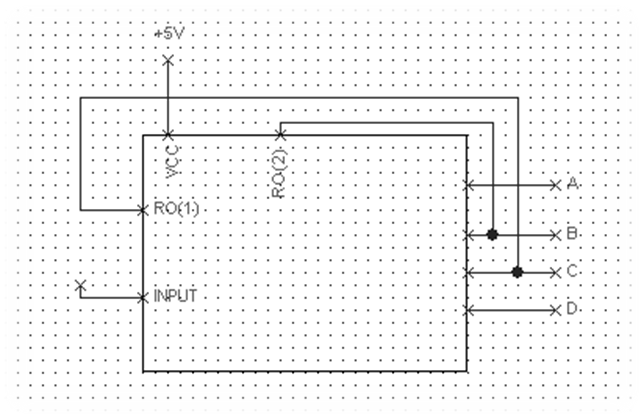 +5V
VCC
RO(2)
A
RO(1)
B
C
INPUT
D